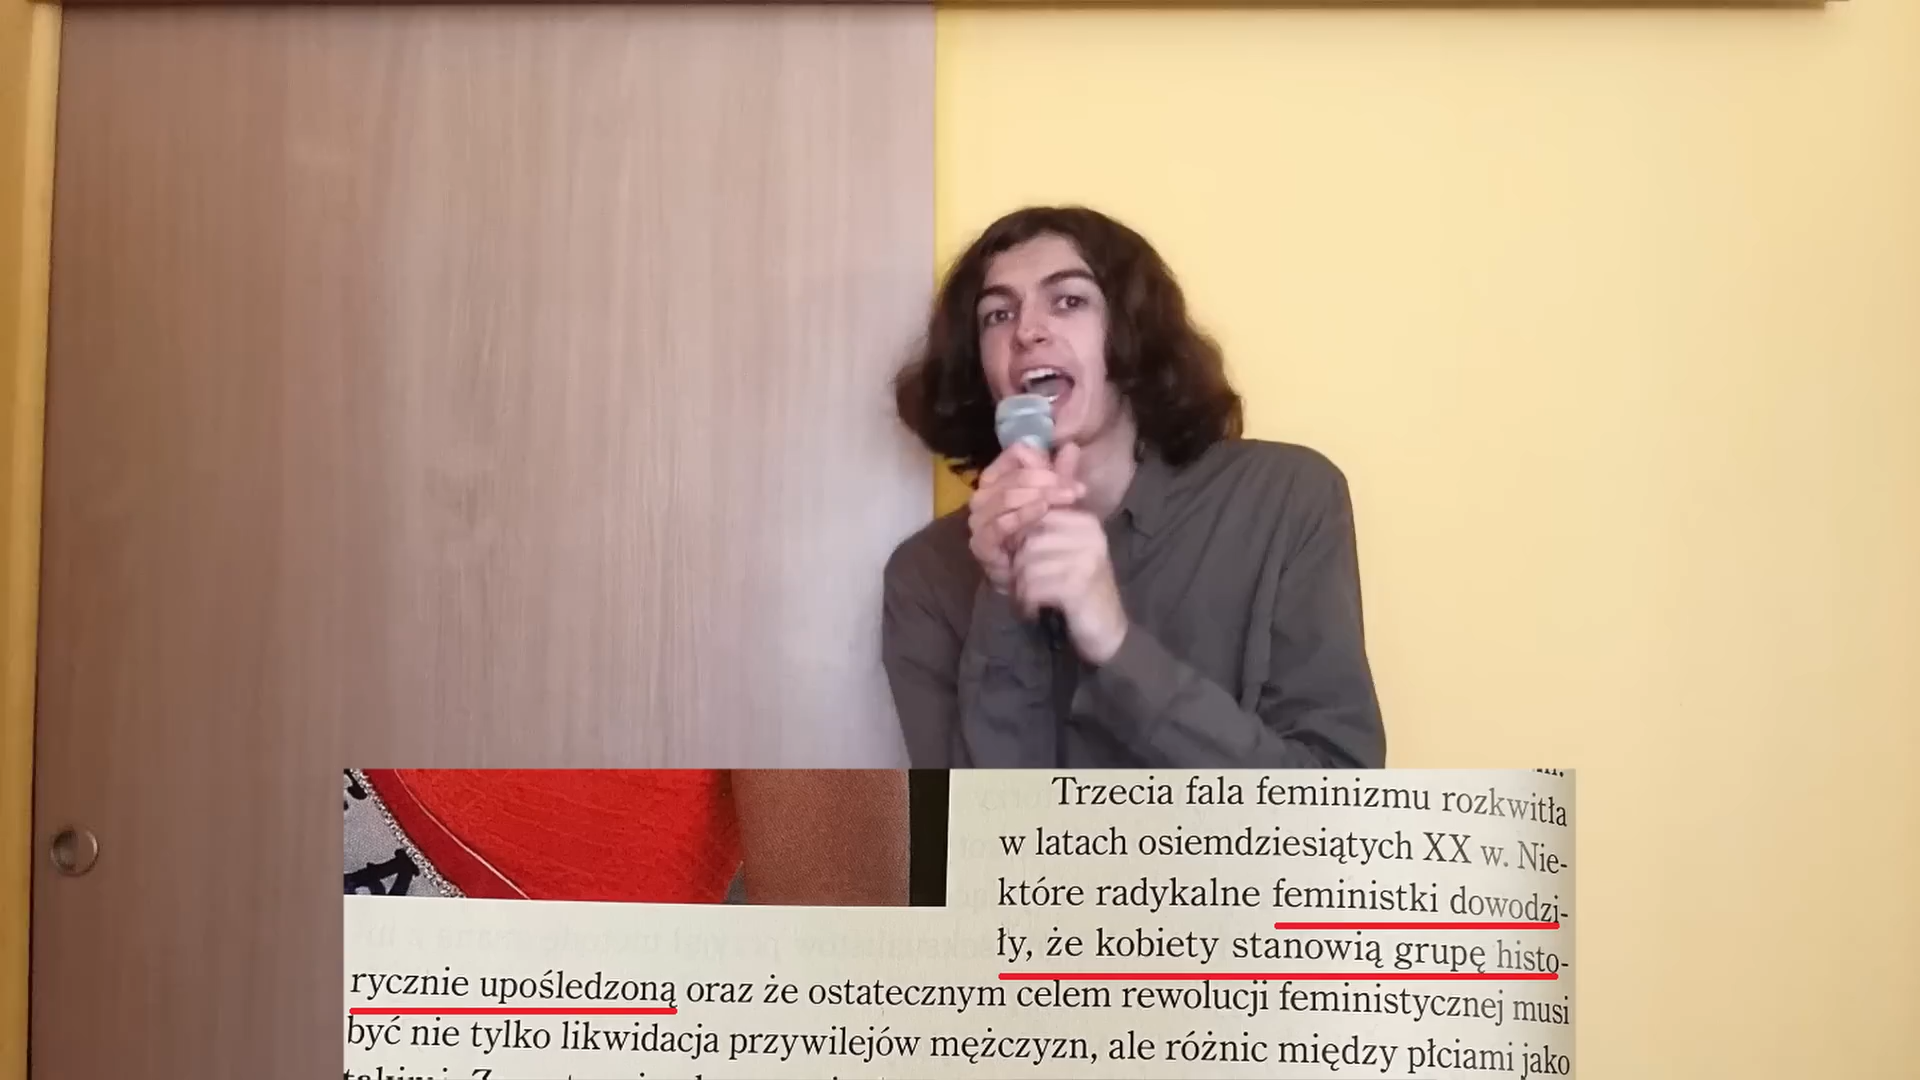 Trzecia fala feminizmu rozkwitła
w latach osiemdziesiątych XX w. Nie-
które radykalne feministki dowodzi-
ły, że kobiety stanowią grupę histo-
rycznie upośledzoną oraz że ostatecznym celem rewolucji feministycznej musi
być nie tylko likwidacja przywilejów mężczyzn, ale różnic między płciami jako